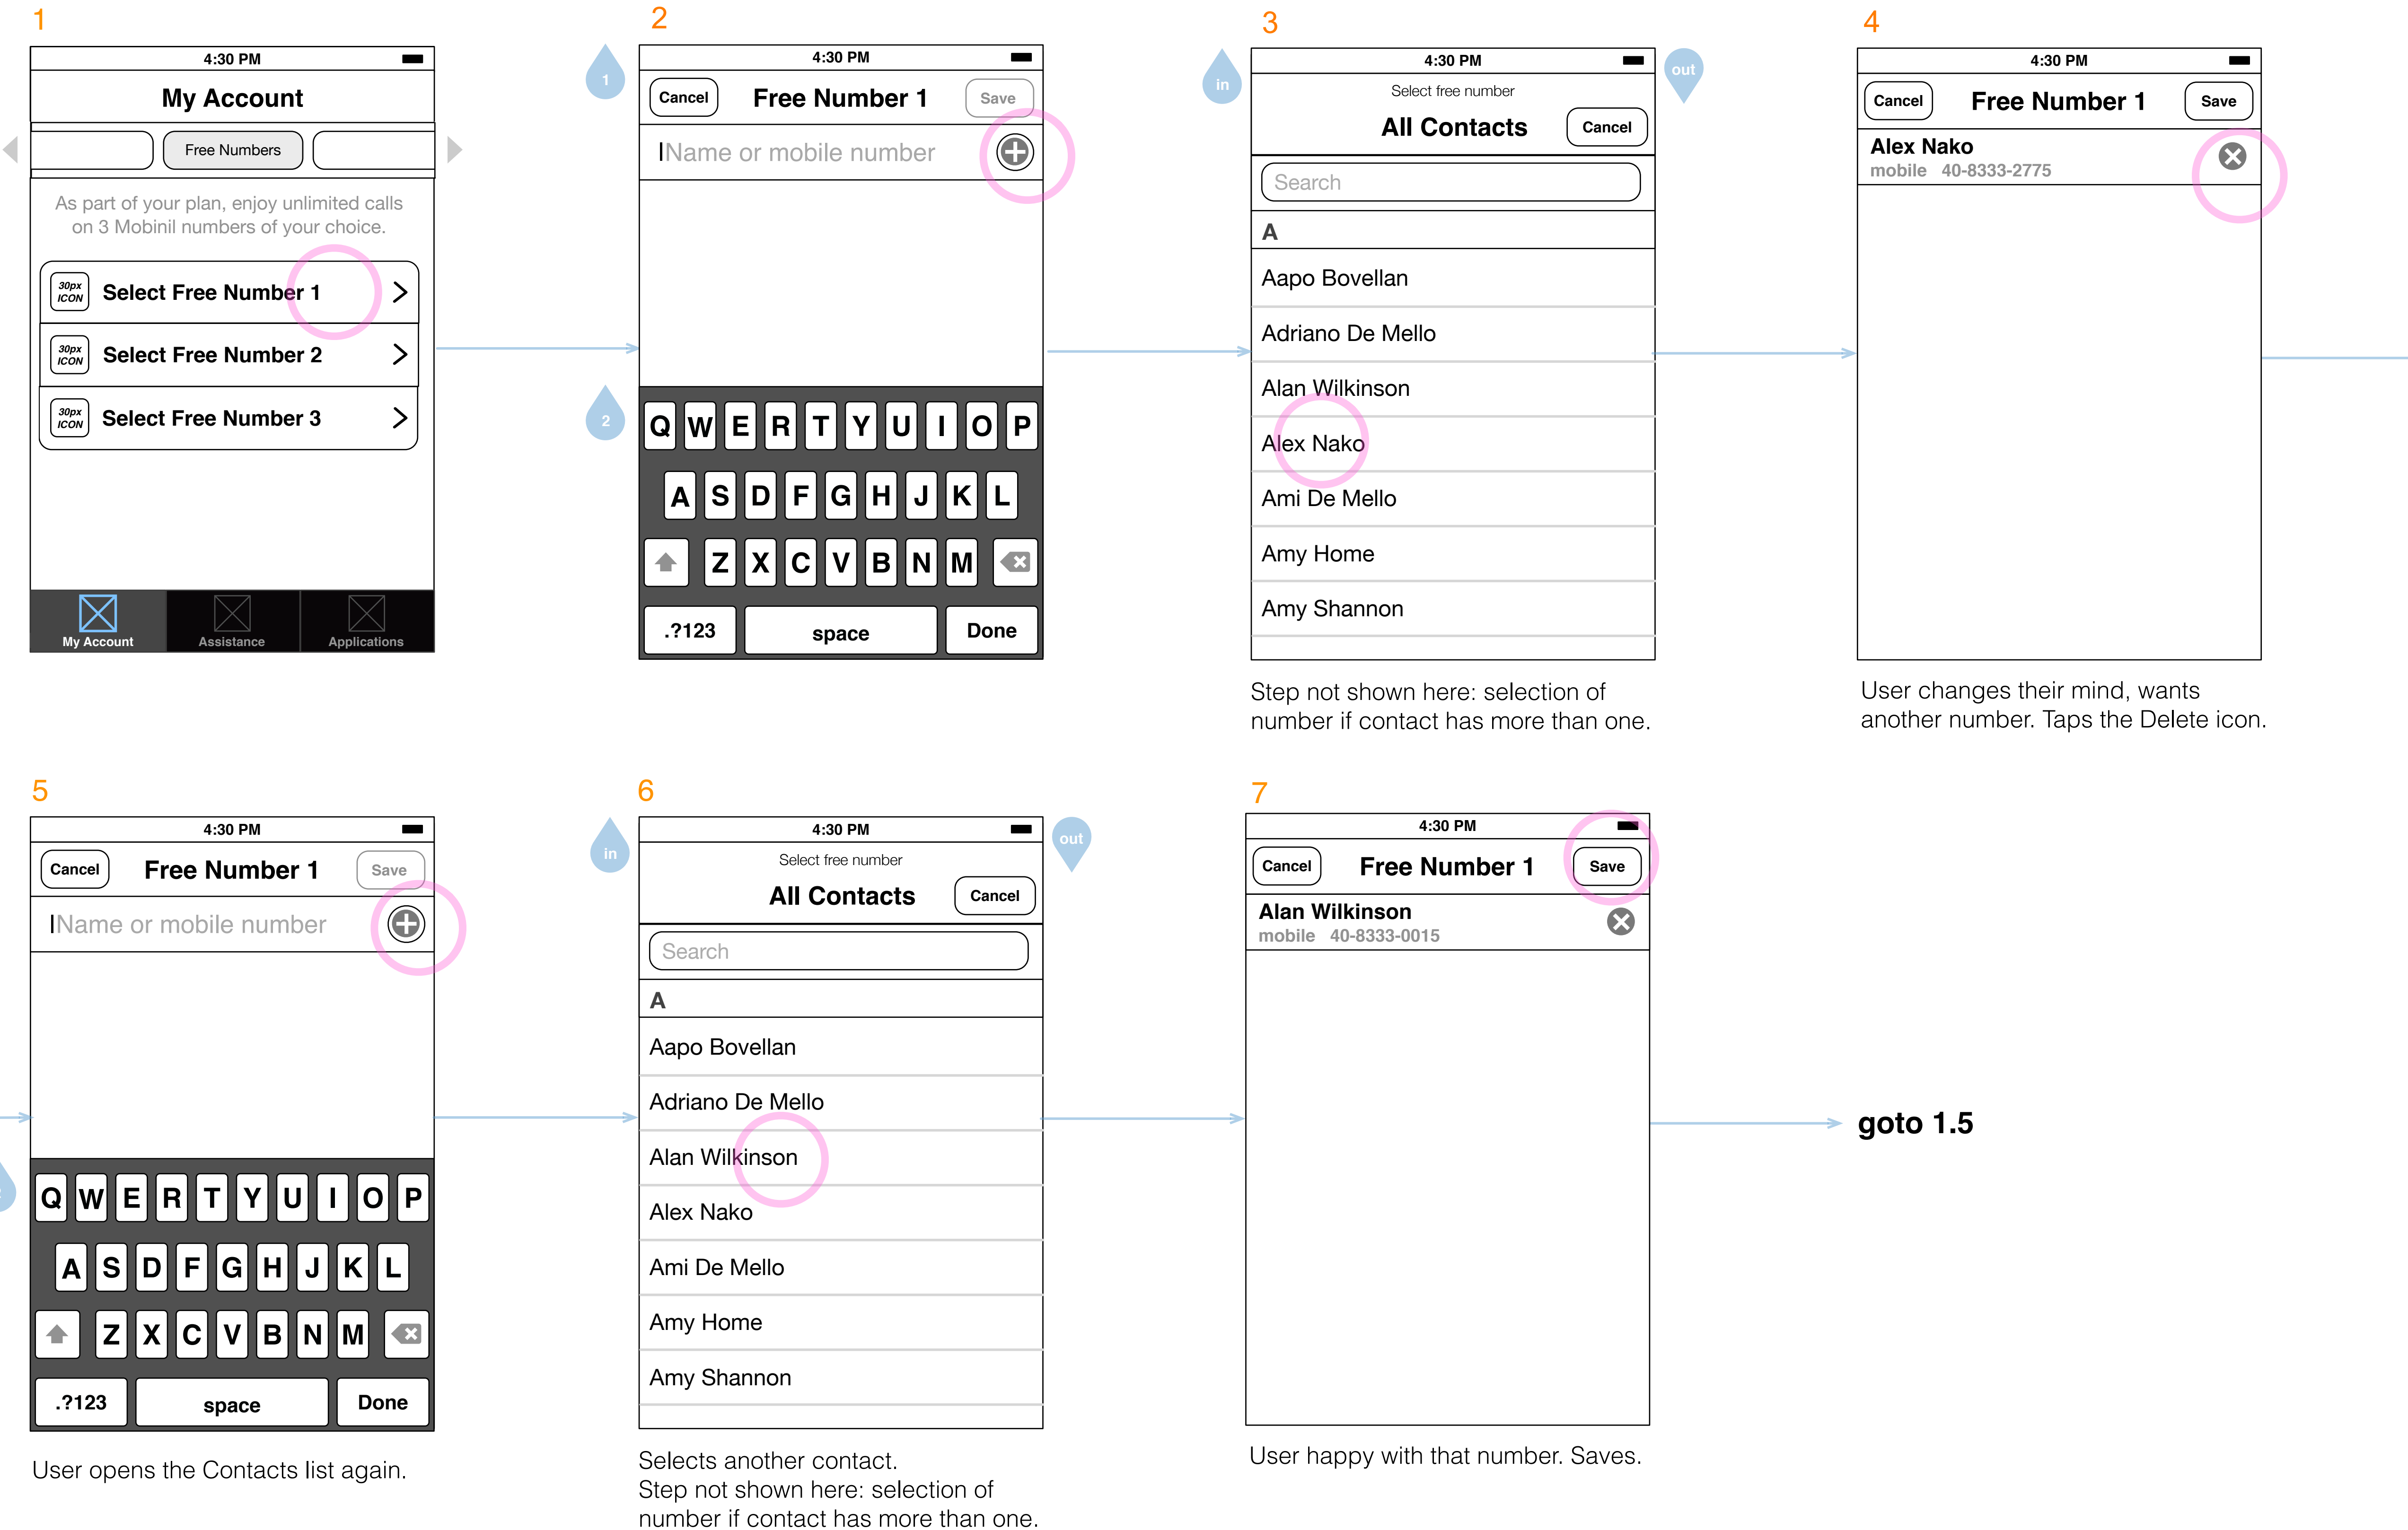 1
4:30 PM
My Account
Free Numbers
As part of your plan, enjoy unlimited calls
on 3 Mobinil numbers of your choice.
30px
ICON
Select Free Number 1
30px
ICON
Select Free Number 2
30px
ICON
Select Free Number 3
My Account
Assistance
Applications
2
1
4:30 PM
Cancel
Free Number 1
Save
Name or mobile number
2
Q W E R T Y U I O P
A S D F G H J K L
Z X C V B N M
.?123
space
Done
3
in
out
4:30 PM
Select free number
All Contacts
Cancel
Search
A
Aapo Bovellan
Adriano De Mello
Alan Wilkinson
Alex Nako
Ami De Mello
Amy Home
Amy Shannon
Step not shown here: selection of
number if contact has more than one.
4
4:30 PM
Cancel
Free Number 1
Save
Alex Nako
mobile 40-8333-2775
User changes their mind, wants
another number. Taps the Delete icon.
5
4:30 PM
Cancel
Free Number 1
Save
Name or mobile number
Q W E R T Y U I O P
A S D F G H J K L
Z X C V B N M
.?123
space
Done
User opens the Contacts list again.
6
in
out
4:30 PM
Select free number
All Contacts
Cancel
Search
A
Aapo Bovellan
Adriano De Mello
Alan Wilkinson
Alex Nako
Ami De Mello
Amy Home
Amy Shannon
Selects another contact.
Step not shown here: selection of
number if contact has more than one.
7
4:30 PM
Cancel
Free Number 1
Save
Alan Wilkinson
mobile 40-8333-0015
User happy with that number. Saves.
goto 1.5